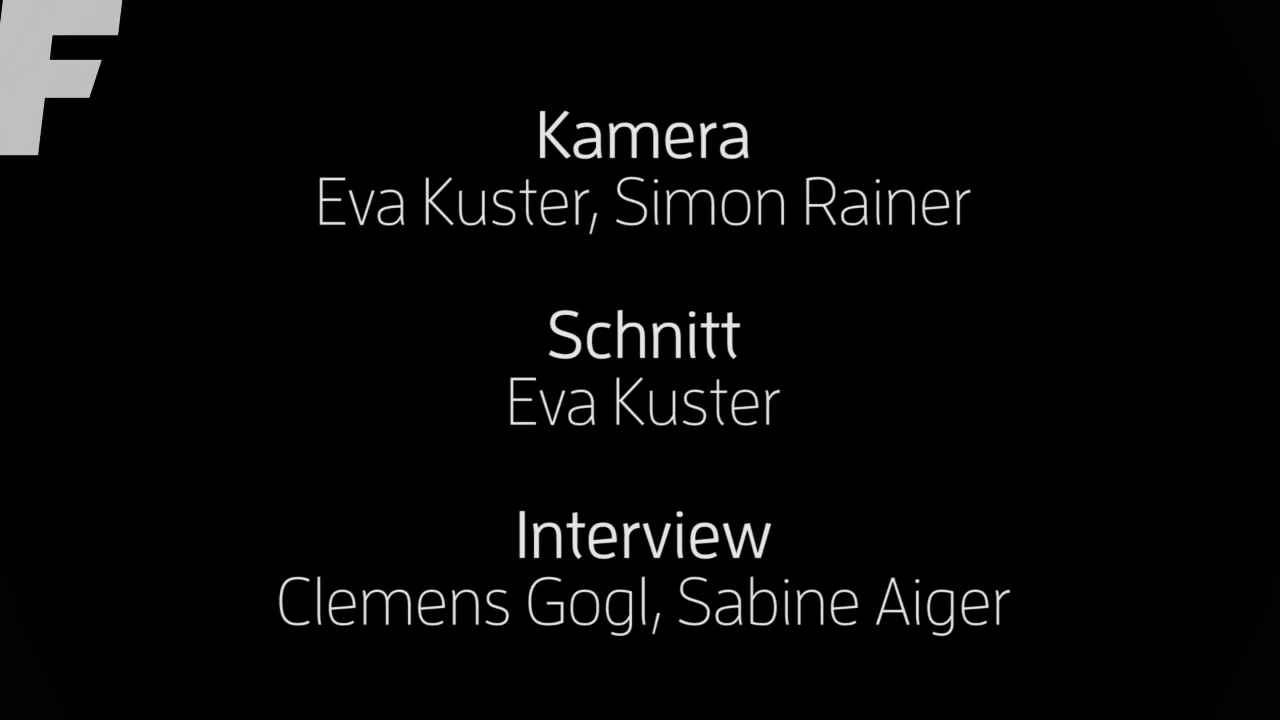 F
Kamera
Eva Kuster, Simon Rainer
Schnitt
Eva Kuster
Interview
Clemens Gogl, Sabine Aiger